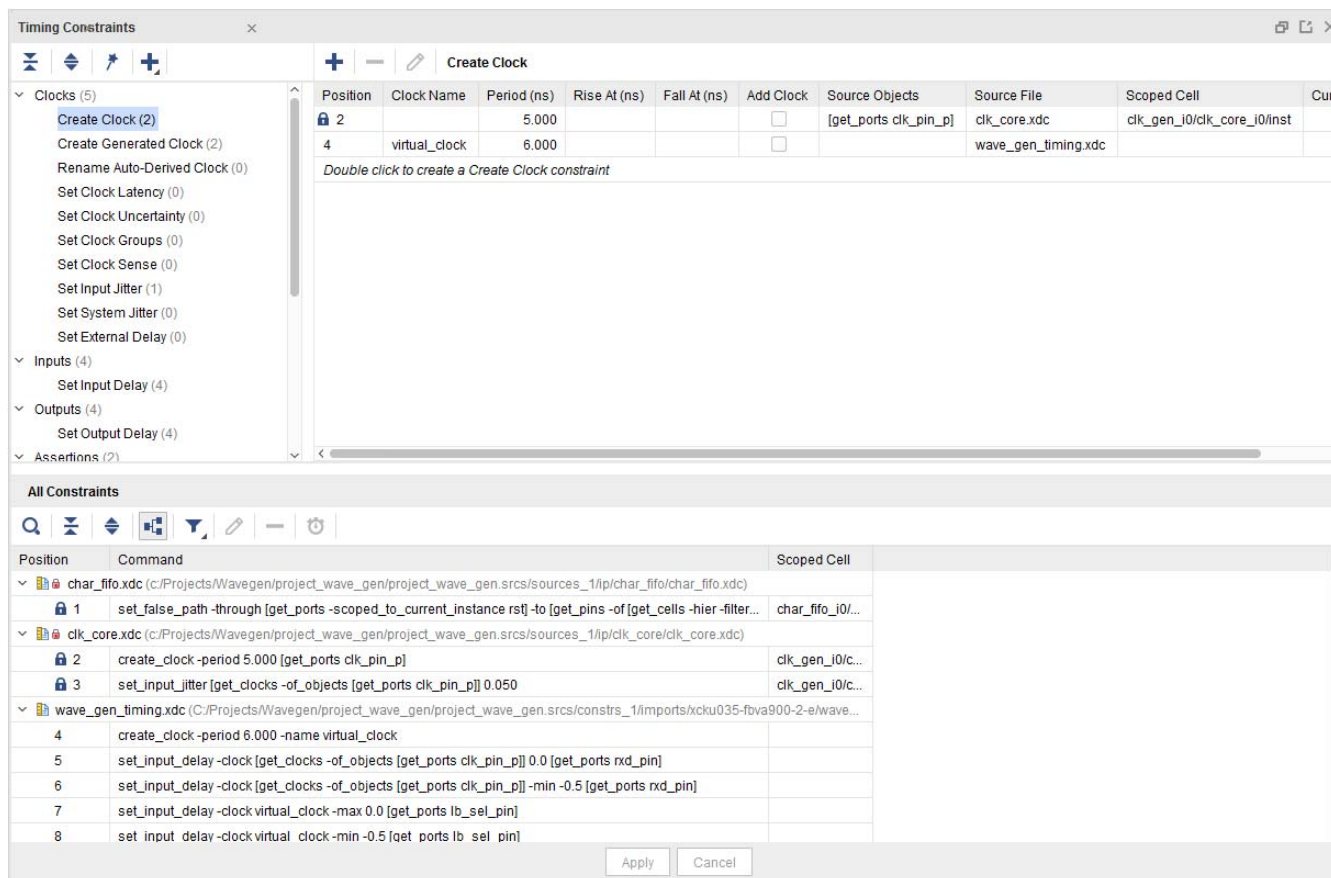 Timing Constraints
Create Clock
Clocks (5)
Create Clock (2)
Create Generated Clock (2)
Rename Auto-Derived Clock (0)
Set Clock Latency (0)
Set Clock Uncertainty (0)
Set Clock Groups (0)
Set Clock Sense (0)
Set Input Jitter (1)
Set System Jitter (0)
Set External Delay (0)
Inputs (4)
Set Input Delay (4)
Outputs (4)
Set Output Delay (4)
Assertions (2)
Position Clock Name Period (ns) Rise At (ns) Fall At (ns) Add Clock Source Objects Source File Scoped Cell Cur
2 5.000 [get_ports clk_pin_p] clk_core.xdc clk_gen_i0/clk_core_i0/inst
4 virtual_clock 6.000 wave_gen_timing.xdc
Double click to create a Create Clock constraint
All Constraints
Position Command Scoped Cell
char_fifo.xdc (c:/Projects/Wavegen/project_wave_gen/project_wave_gen.srcs/sources_1/ip/char_fifo/char_fifo.xdc)
1 set_false_path -through [get_ports -scoped_to_current_instance rst] -to [get_pins -of [get_cells -hier -filter... char_fifo_i0/...
clk_core.xdc (c:/Projects/Wavegen/project_wave_gen/project_wave_gen.srcs/sources_1/ip/clk_core/clk_core.xdc)
2 create_clock -period 5.000 [get_ports clk_pin_p] clk_gen_i0/c...
3 set_input_jitter [get_clocks -of_objects [get_ports clk_pin_p]] 0.050 clk_gen_i0/c...
wave_gen_timing.xdc (C:/Projects/Wavegen/project_wave_gen/project_wave_gen.srcs/constrs_1/imports/xcku035-fbva900-2-e/wave...
4 create_clock -period 6.000 -name virtual_clock
5 set_input_delay -clock [get_clocks -of_objects [get_ports clk_pin_p]] 0.0 [get_ports rxd_pin]
6 set_input_delay -clock [get_clocks -of_objects [get_ports clk_pin_p]] -min -0.5 [get_ports rxd_pin]
7 set_input_delay -clock virtual_clock -max 0.0 [get_ports lb_sel_pin]
8 set_input_delay -clock virtual_clock -min -0.5 [get_ports lb_sel_pin]
Apply Cancel